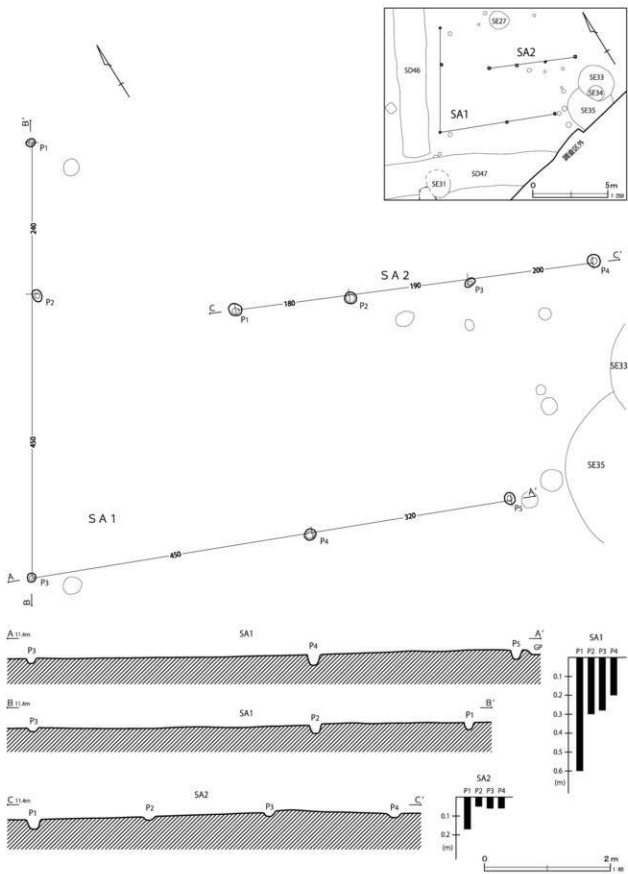 SE27
SA2
SD46
SE33
SE34
SE35
SA1
調査区外
SE31
SD47
0 5m
1:250
B'
P1
240
P2
450
SA1
A
P3
B
450
P4
320
P5
A'
SA2
C
P1
180
P2
190
P3
200
P4
C'
SE33
SE35
A 11.4m SA1 A'
P3 P4 P5 GP
B 11.4m SA1 B'
P3 P2 P1
C 11.4m SA2 C'
P1 P2 P3 P4
SA1
P1 P2 P3 P4
0.1
0.2
0.3
0.4
0.5
0.6
(m)
SA2
P1 P2 P3 P4
0.1
(m)
0 2m
1:60